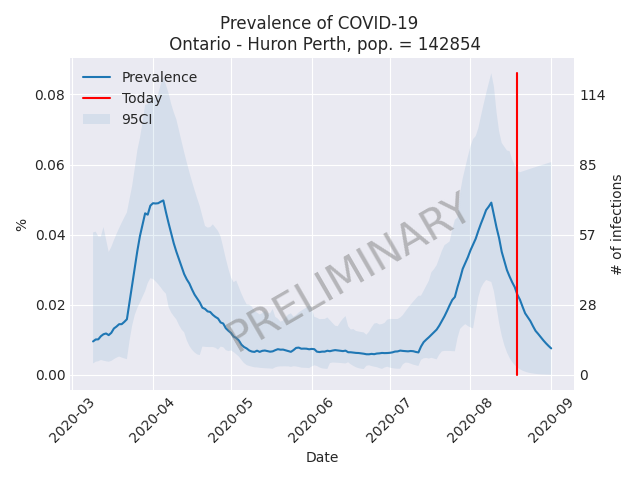 Prevalence of COVID-19
Ontario - Huron Perth, pop. = 142854
Prevalence
Today
95CI
0.08
0.06
0.04
0.02
0.00
%
114
85
57
28
0
# of infections
PRELIMINARY
2020-03
2020-04
2020-05
2020-06
2020-07
2020-08
2020-09
Date